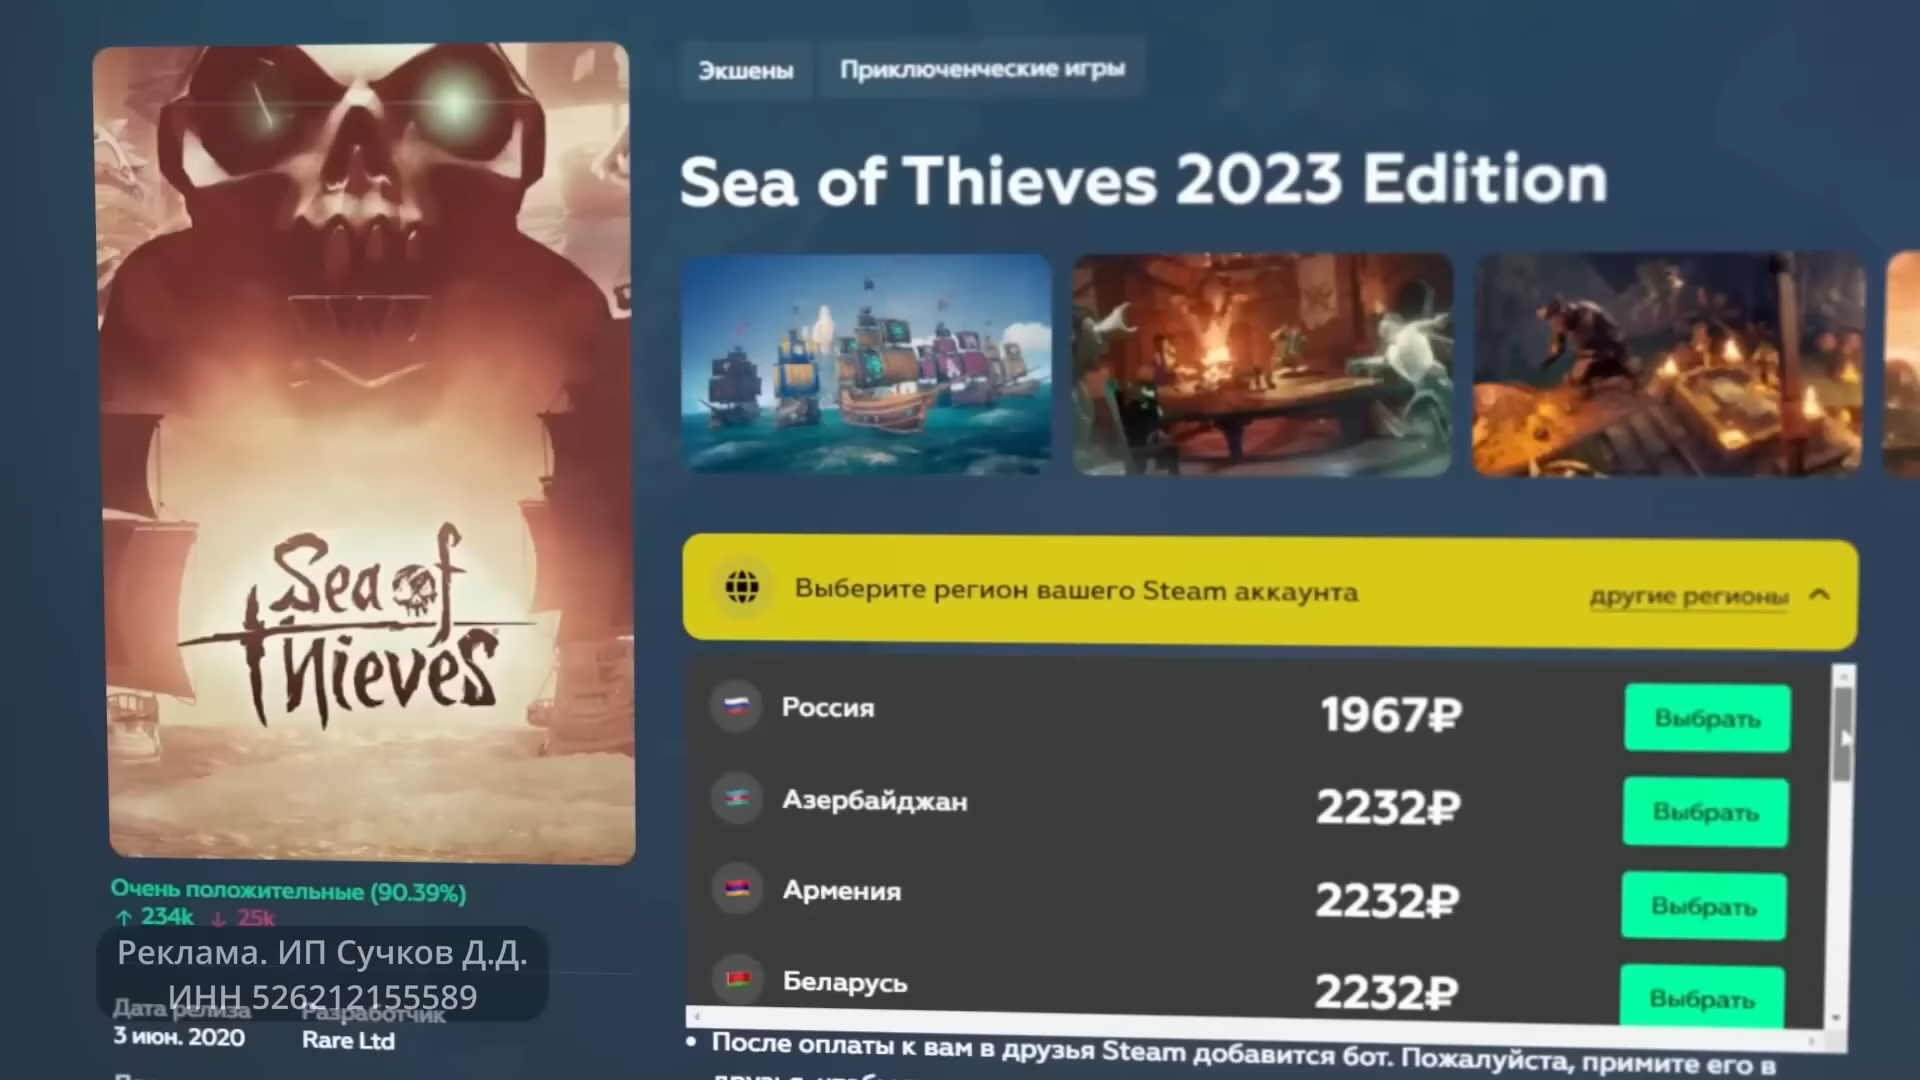 Экшены
Приключенческие игры
Sea of Thieves 2023 Edition
Sea of
Thieves
Выберите регион вашего Steam аккаунта
другие регионы
Россия
1967₽
Выбрать
Азербайджан
2232₽
Выбрать
Армения
2232₽
Выбрать
Беларусь
2232₽
Выбрать
Очень положительные (90.39%)
↑ 234k ↓ 25k
Реклама. ИП Сучков Д.Д.
ИНН 526212155589
Дата релиза
Разработчик
3 июн. 2020
Rare Ltd
• После оплаты к вам в друзья Steam добавится бот. Пожалуйста, примите его в